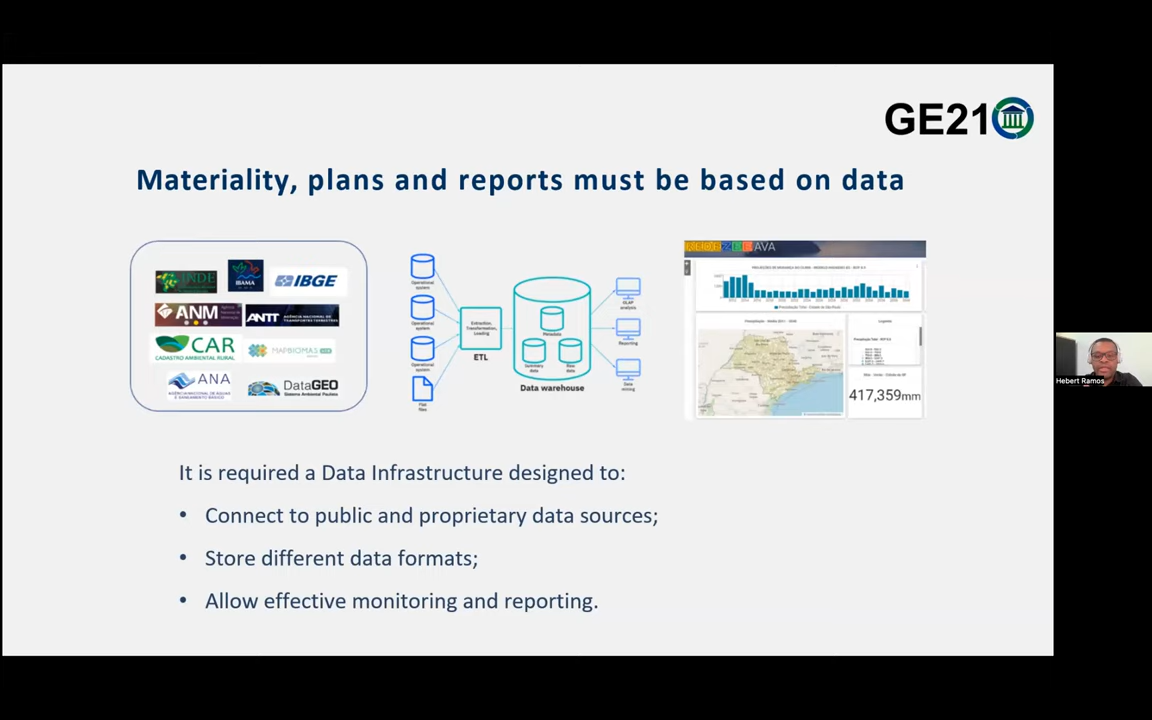 GE21
Materiality, plans and reports must be based on data
INDE
IBAMA
IBGE
ANM
ANTT
AGÊNCIA NACIONAL DE
TRANSPORTES TERRESTRES
CAR
CADASTRO AMBIENTAL RURAL
MAPBIOMAS
ANA
AGÊNCIA NACIONAL DE ÁGUAS
E SANEAMENTO BÁSICO
DataGEO
Sistema Ambiental Paulista
Operational
system
Operational
system
Operational
system
Flat
files
Extraction,
Transformation,
Loading
ETL
Metadata
Summary
data
Raw
data
Data warehouse
OLAP
analysis
Reporting
Data
mining
AVA
417,359mm
It is required a Data Infrastructure designed to:
• Connect to public and proprietary data sources;
• Store different data formats;
• Allow effective monitoring and reporting.
Hebert Ramos